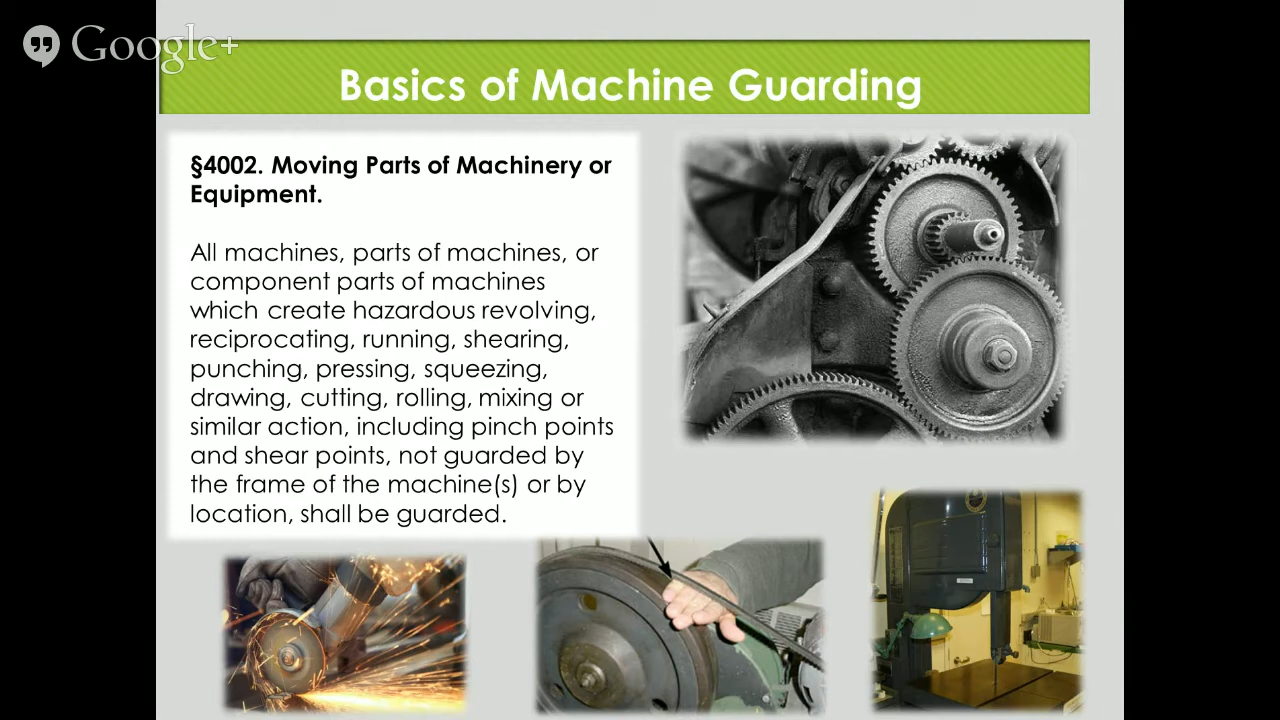 Google+
Basics of Machine Guarding
§4002. Moving Parts of Machinery or
Equipment.
All machines, parts of machines, or
component parts of machines
which create hazardous revolving,
reciprocating, running, shearing,
punching, pressing, squeezing,
drawing, cutting, rolling, mixing or
similar action, including pinch points
and shear points, not guarded by
the frame of the machine(s) or by
location, shall be guarded.